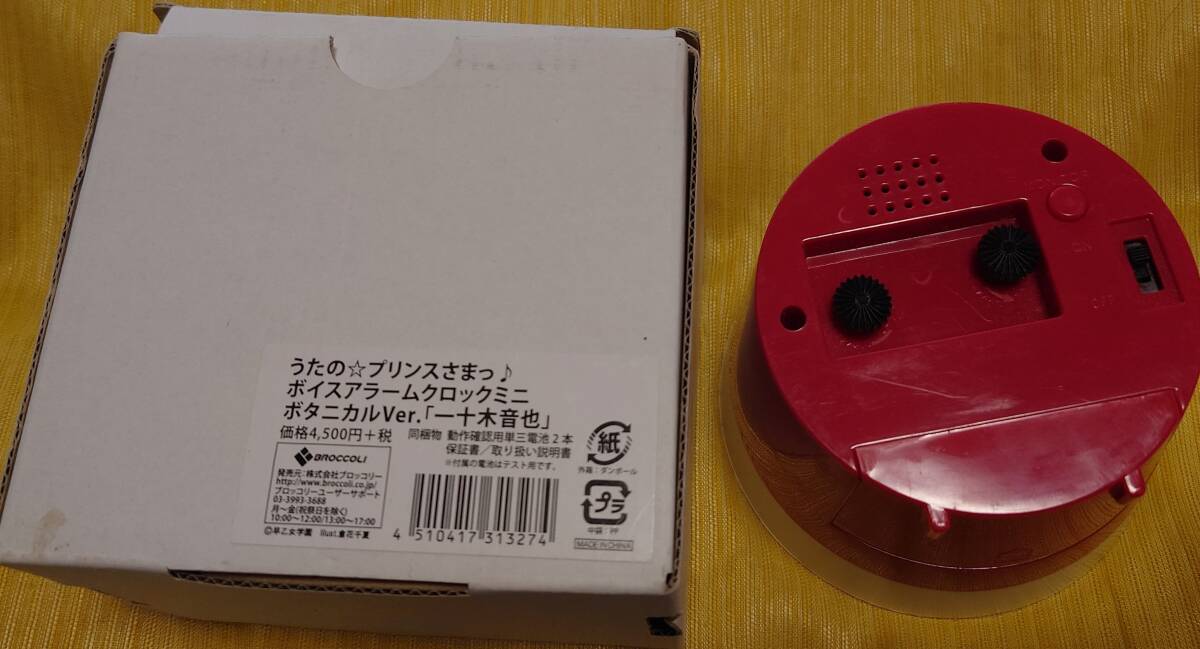 うたの☆プリンスさまっ♪
ボイスアラームクロックミニ
ボタニカルVer.「一十木音也」
価格4,500円+税
同梱物 動作確認用単三電池2本
保証書/取り扱い説明書
※付属の電池はテスト用です。
紙
外箱:ダンボール
BROCCOLI
発売元:株式会社ブロッコリー
http://www.broccoli.co.jp/
ブロッコリーユーザーサポート
03-3993-3688
月~金(祝祭日を除く)
10:00~12:00/13:00~17:00
プラ
中袋:PP
©早乙女学園 Illust.倉花千夏
4 510417 313274
MADE IN CHINA
ON
OFF